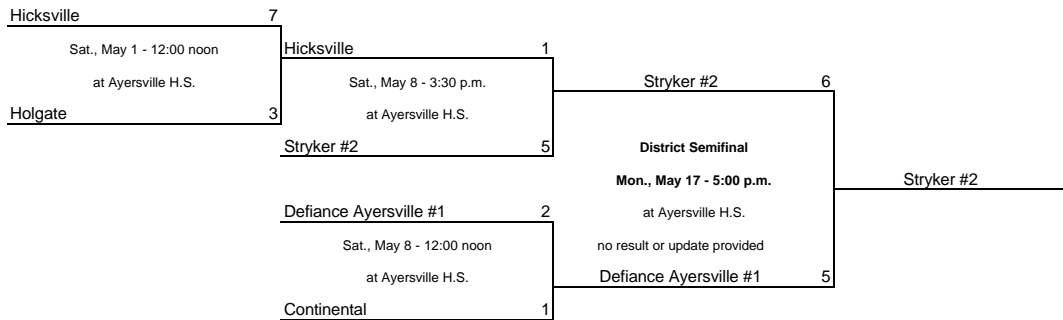 Hicksville 7
Sat., May 1 - 12:00 noon
at Ayersville H.S.
Holgate 3
Hicksville 1
Sat., May 8 - 3:30 p.m.
at Ayersville H.S.
Stryker #2 5
Defiance Ayersville #1 2
Sat., May 8 - 12:00 noon
at Ayersville H.S.
Continental 1
Stryker #2 6
District Semifinal
Mon., May 17 - 5:00 p.m.
at Ayersville H.S.
no result or update provided
Defiance Ayersville #1 5
Stryker #2